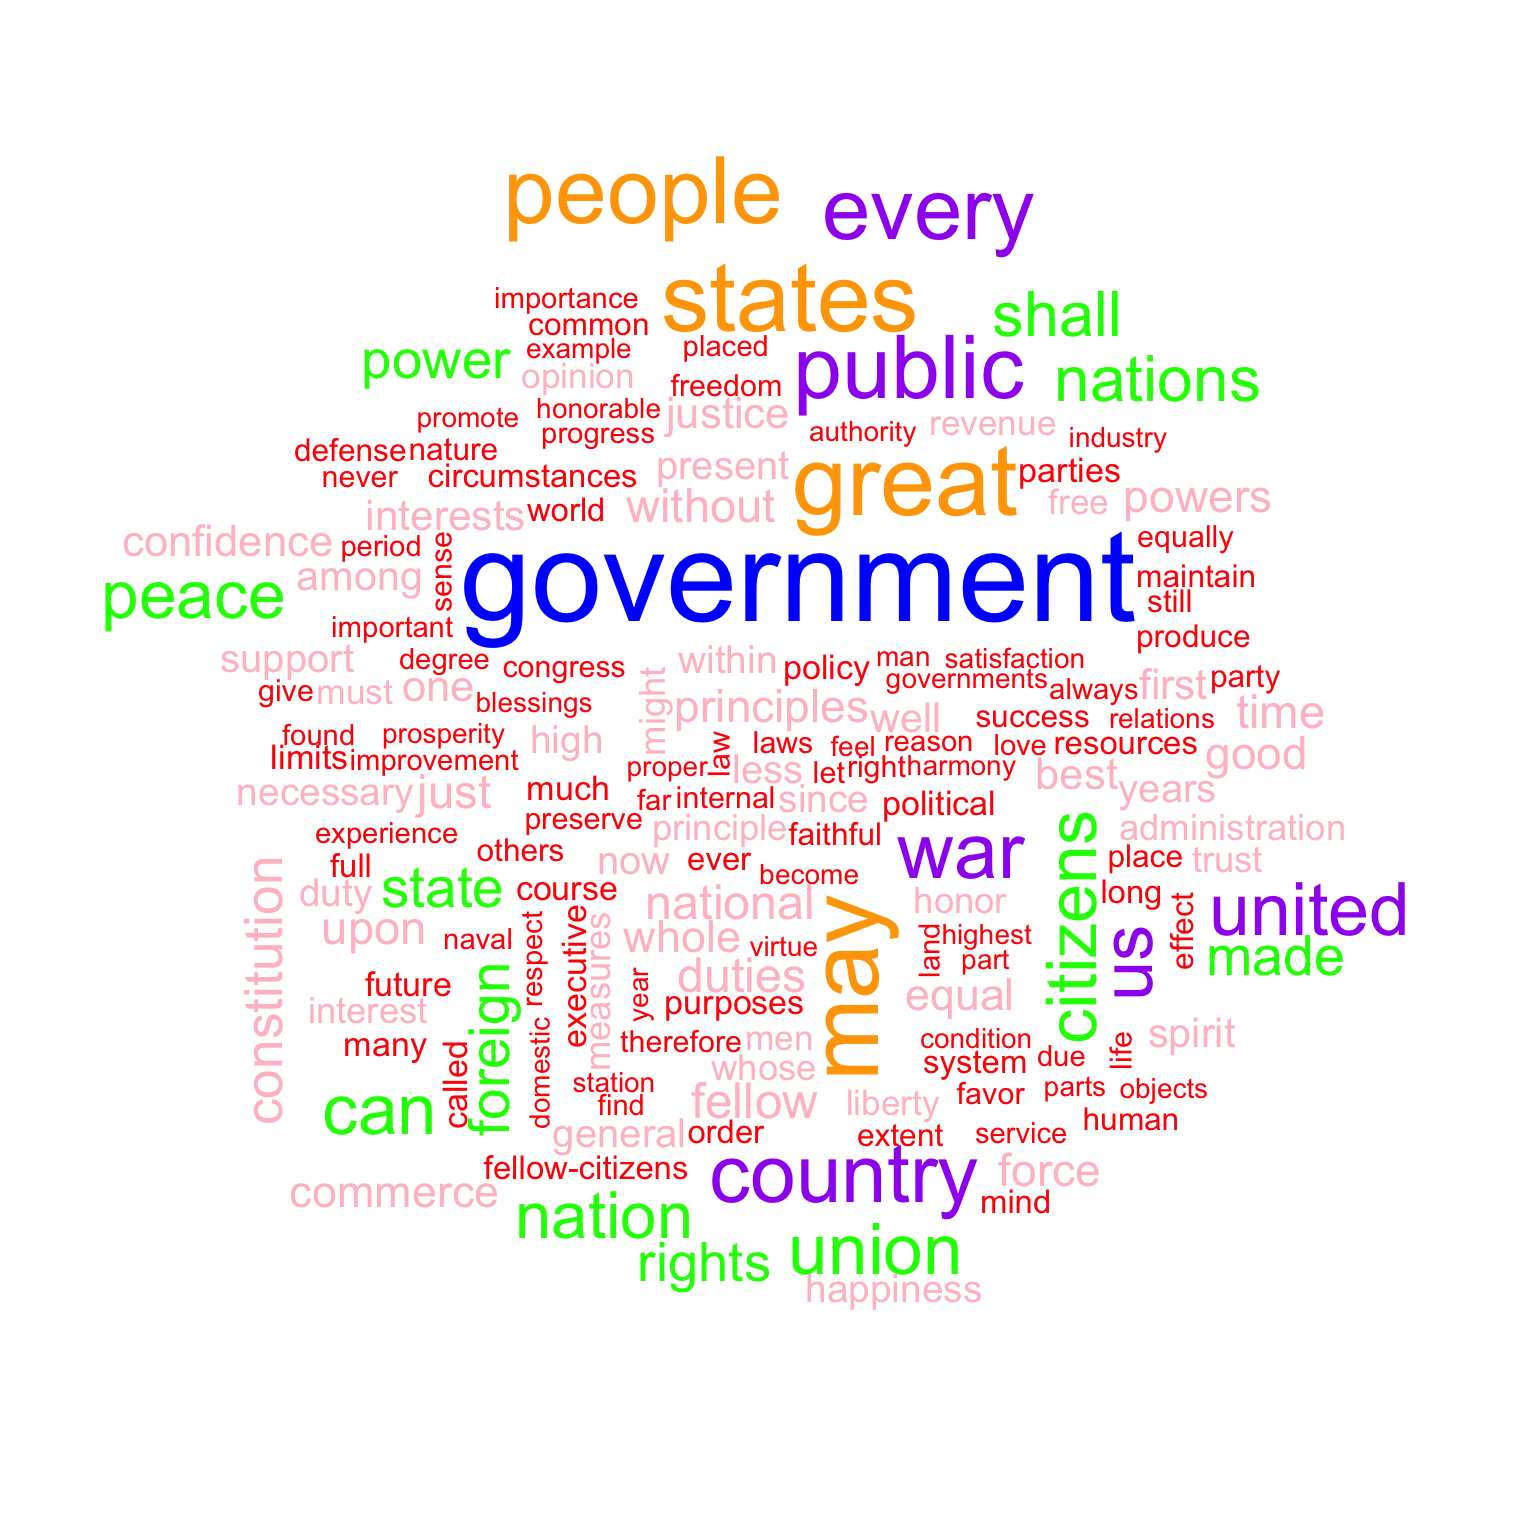 people
every
states
importance
shall
common
power
example
placed
public
nations
opinion
freedom
promote
honorable
justice
revenue
progress
authority
industry
defense
nature
never
circumstances
present
great
parties
interests
world
without
free
powers
confidence
period
sense
government
equally
peace
among
maintain
still
important
produce
support
degree
congress
within
policy
man
satisfaction
governments
give
must
one
blessings
might
principles
well
always
first
party
success
relations
time
found
prosperity
high
law
laws
feel
reason
love
resources
good
limits
improvement
proper
less
let
right
harmony
best
necessary
just
much
far
internal
since
political
years
experience
preserve
principle
faithful
war
citizens
administration
full
others
now
ever
become
place
trust
constitution
duty
state
course
national
may
honor
long
united
upon
naval
respect
executive
measures
whole
virtue
land
highest
us
effect
made
future
foreign
year
duties
part
interest
purposes
equal
many
domestic
therefore
men
condition
spirit
called
station
whose
system
due
life
can
find
fellow
liberty
favor
parts
objects
general
order
extent
service
human
fellow-citizens
country
force
commerce
mind
nation
rights
union
happiness